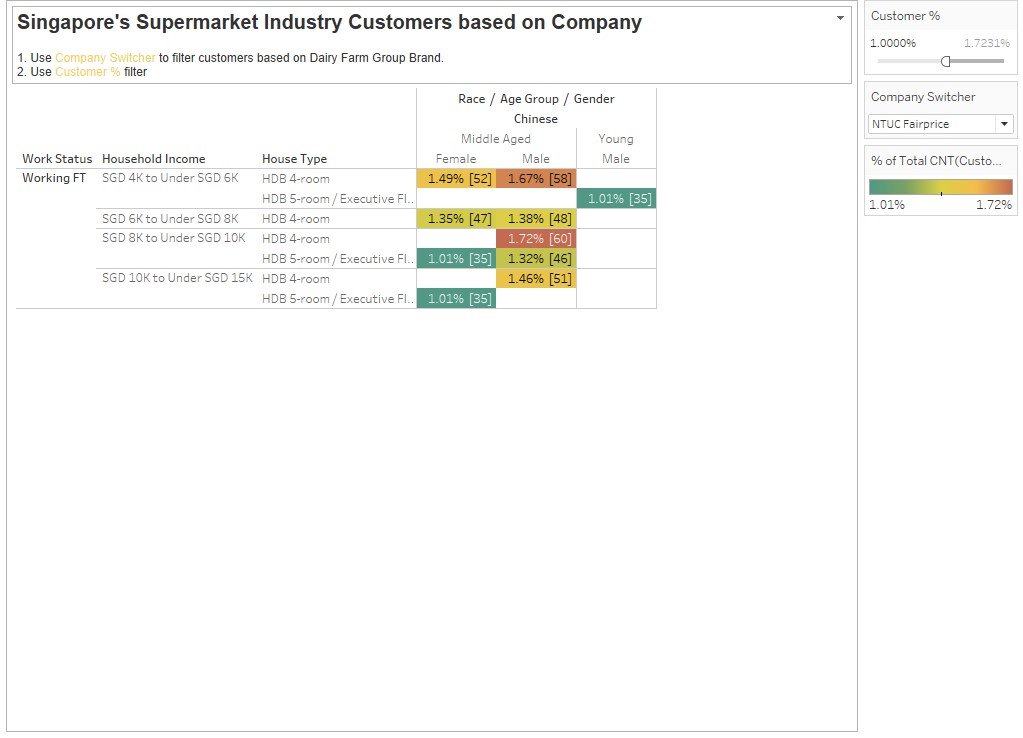 Singapore's Supermarket Industry Customers based on Company
1. Use Company Switcher to filter customers based on Dairy Farm Group Brand.
2. Use Customer % filter
Race / Age Group / Gender
Chinese
Middle Aged Young
Work Status Household Income House Type Female Male Male
Working FT SGD 4K to Under SGD 6K HDB 4-room 1.49% [52] 1.67% [58]
HDB 5-room / Executive Fl.. 1.01% [35]
SGD 6K to Under SGD 8K HDB 4-room 1.35% [47] 1.38% [48]
SGD 8K to Under SGD 10K HDB 4-room 1.72% [60]
HDB 5-room / Executive Fl.. 1.01% [35] 1.32% [46]
SGD 10K to Under SGD 15K HDB 4-room 1.46% [51]
HDB 5-room / Executive Fl.. 1.01% [35]
Customer %
1.0000% 1.7231%
Company Switcher
NTUC Fairprice
% of Total CNT(Custo...
1.01% 1.72%